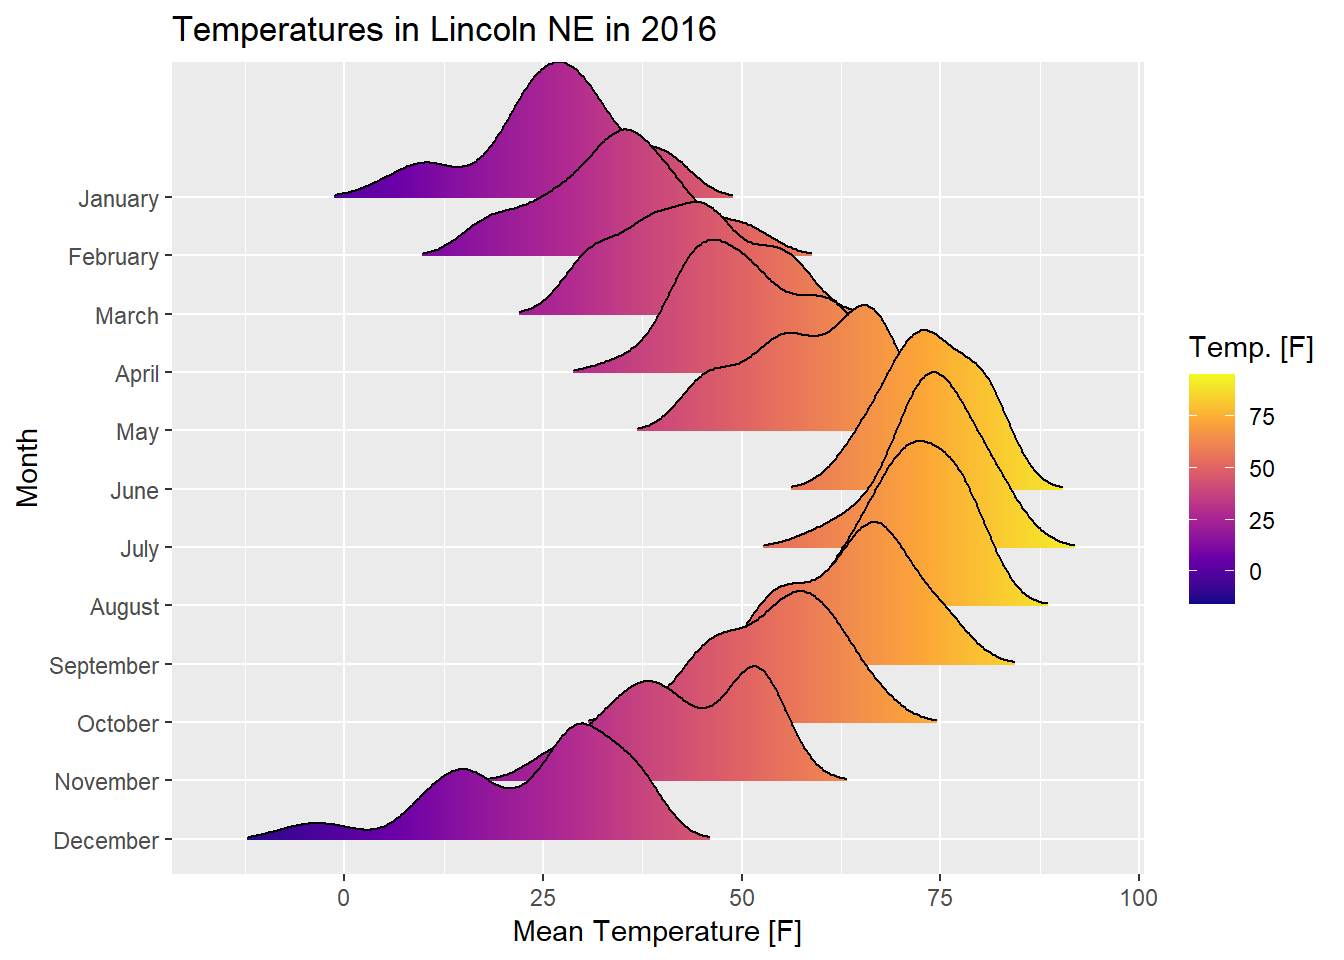 Temperatures in Lincoln NE in 2016
January
February
March
April
May
June
July
August
September
October
November
December
Month
0
25
50
75
100
Mean Temperature [F]
Temp. [F]
75
50
25
0